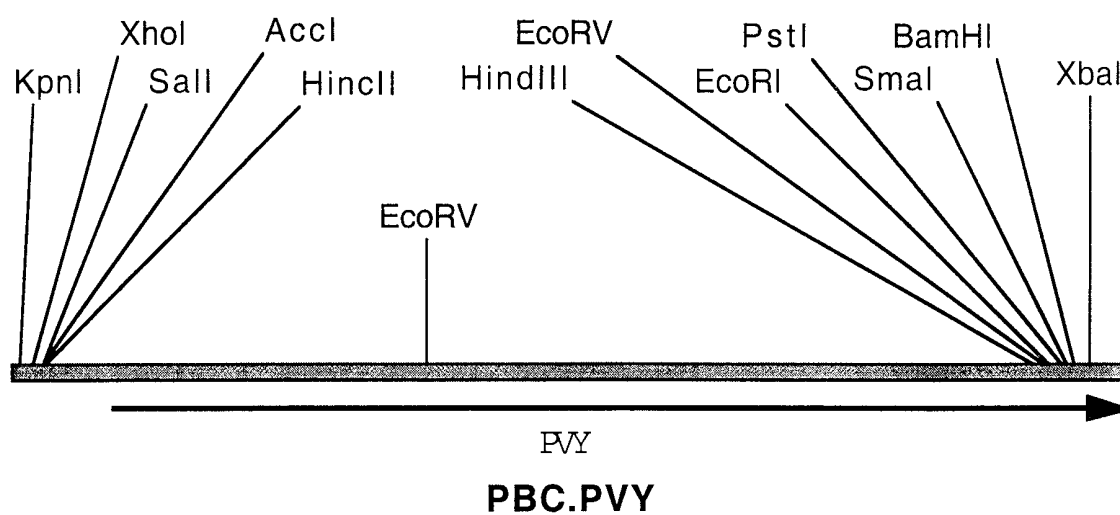 XhoI AccI EcoRV PstI BamHI
KpnI SalI HincII HindIII EcoRI SmaI XbaI
EcoRV
PVY
PBC.PVY